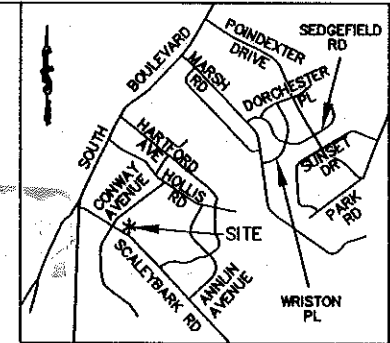 POINDEXTER
DRIVE
SEDGEFIELD
RD
BOULEVARD
MARSH
RD
DORCHESTER
PL
SOUTH
HARTFORD
AVE
HOLLIS
RD
SUNSET
DR
CONWAY
AVENUE
PARK
RD
SITE
SCALEYBARK RD
ANNLIN
AVENUE
WRISTON
PL